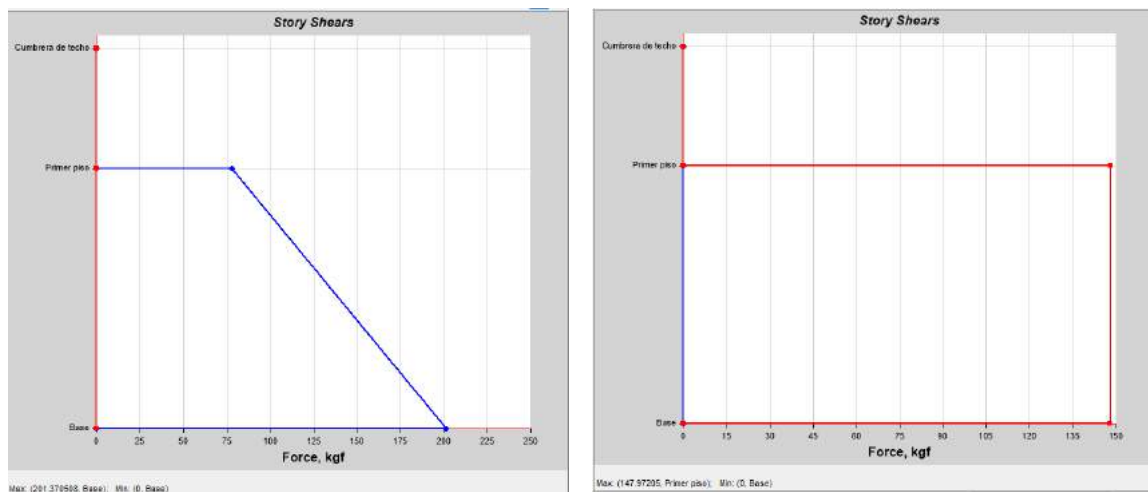 Story Shears
Cumbrera de techo
Primer piso
Base
0 25 50 75 100 125 150 175 200 225 250
Force, kgf
Max: (201.370508, Base); Min: (0, Base)
Story Shears
Cumbrera de techo
Primer piso
Base
0 15 30 45 60 75 90 105 120 135 150
Force, kgf
Max: (147.97205, Primer piso); Min: (0, Base)